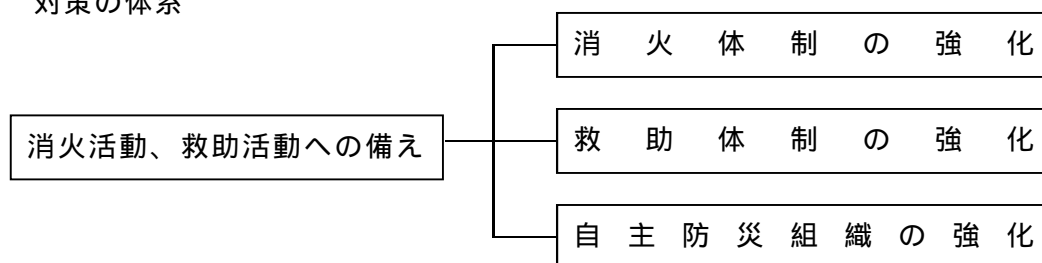 対策の体系
消火体制の強化
消火活動、救助活動への備え
救助体制の強化
自主防災組織の強化